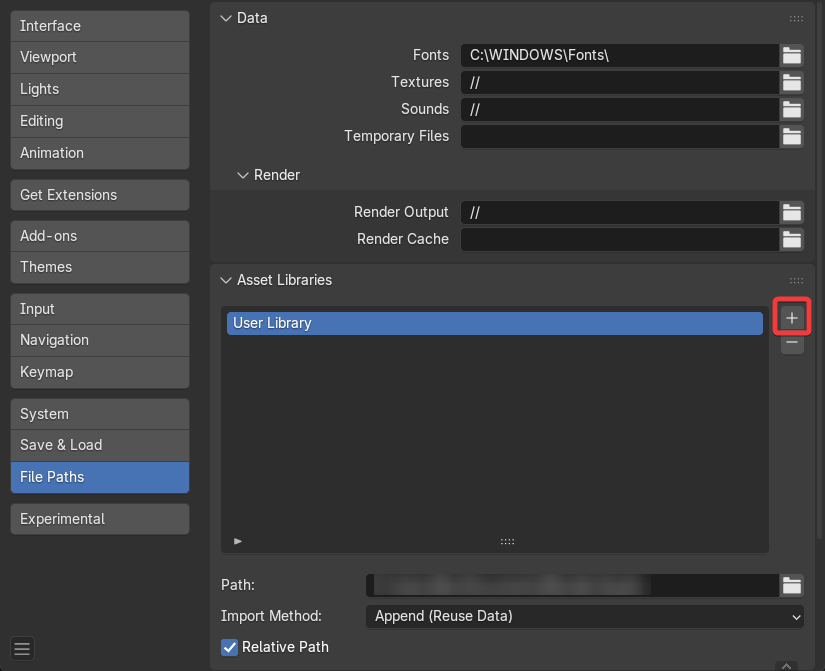 Interface
Viewport
Lights
Editing
Animation
Get Extensions
Add-ons
Themes
Input
Navigation
Keymap
System
Save & Load
File Paths
Experimental
Data
Fonts C:\WINDOWS\Fonts\
Textures //
Sounds //
Temporary Files
Render
Render Output //
Render Cache
Asset Libraries
User Library
Path:
Import Method: Append (Reuse Data)
Relative Path